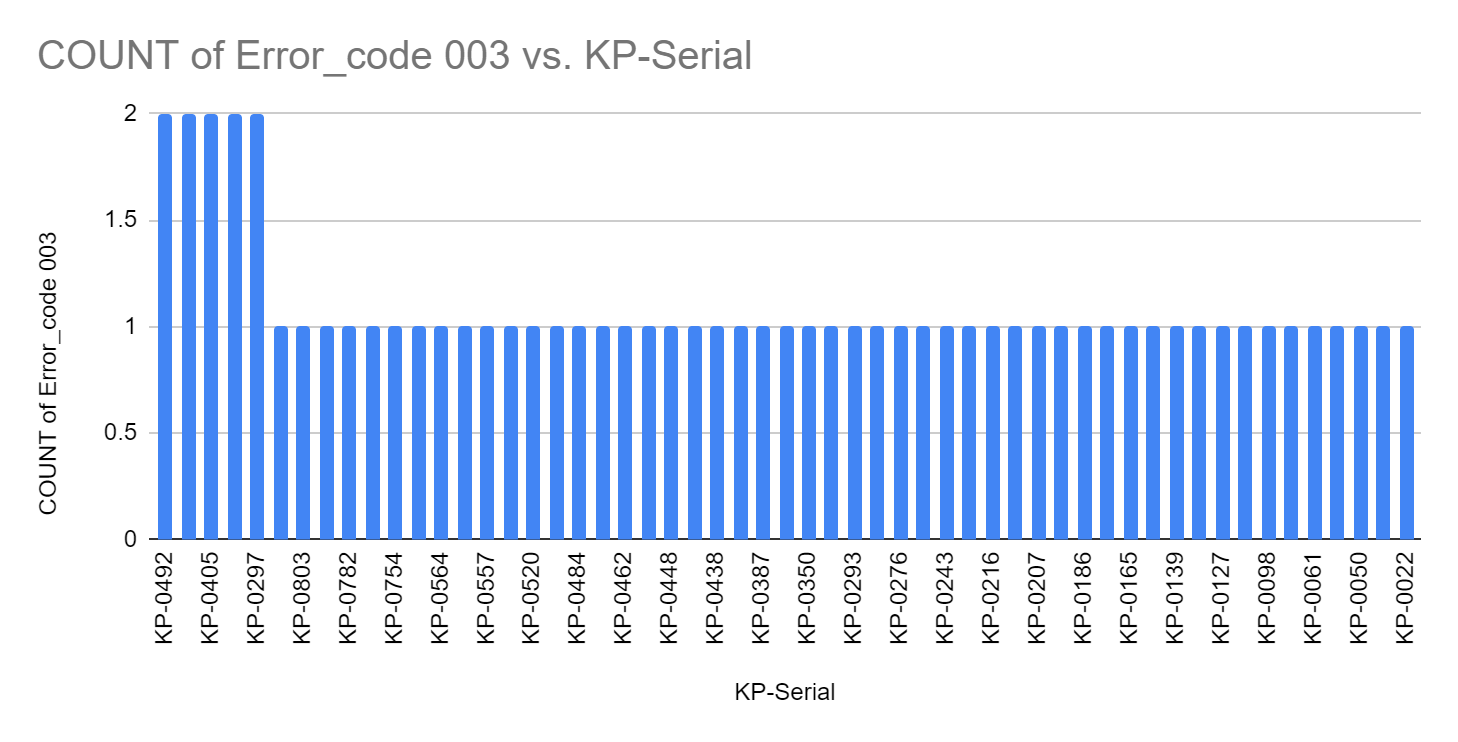 COUNT of Error_code 003 vs. KP-Serial
COUNT of Error_code 003
2
1.5
1
0.5
0
KP-0492
KP-0405
KP-0297
KP-0803
KP-0782
KP-0754
KP-0564
KP-0557
KP-0520
KP-0484
KP-0462
KP-0448
KP-0438
KP-0387
KP-0350
KP-0293
KP-0276
KP-0243
KP-0216
KP-0207
KP-0186
KP-0165
KP-0139
KP-0127
KP-0098
KP-0061
KP-0050
KP-0022
KP-Serial